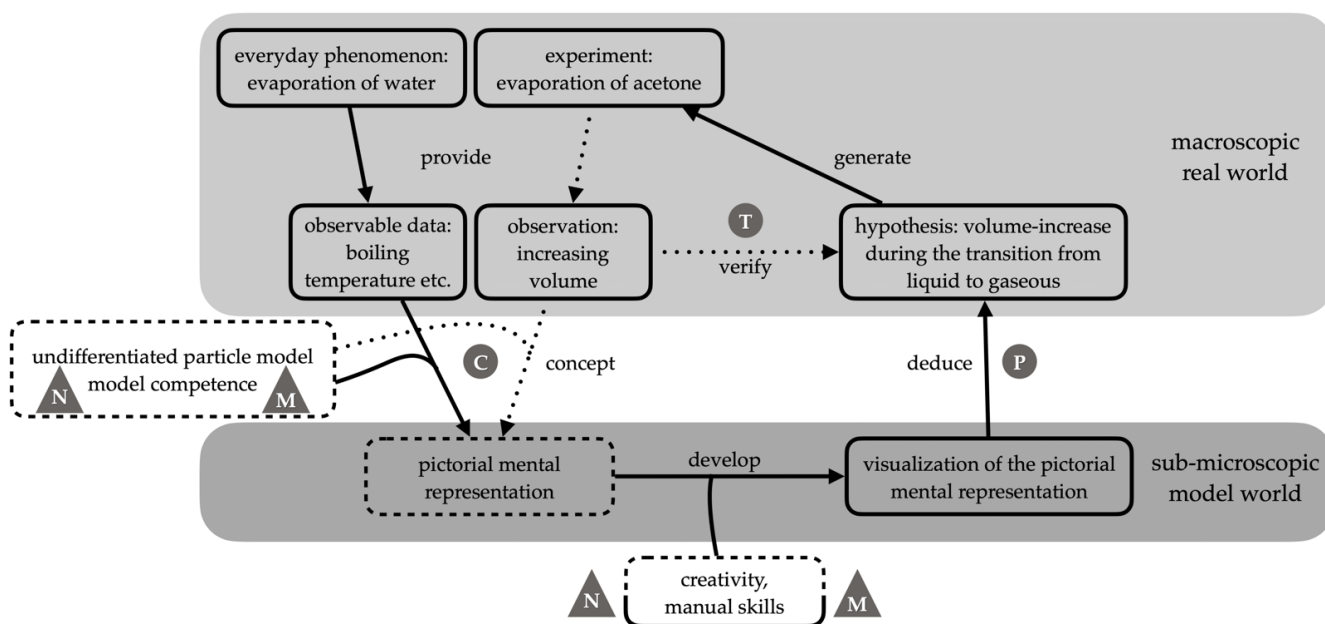 everyday phenomenon:
evaporation of water
experiment:
evaporation of acetone
provide
generate
macroscopic
real world
observable data:
boiling
temperature etc.
observation:
increasing
volume
T
verify
hypothesis: volume-increase
during the transition from
liquid to gaseous
undifferentiated particle model
model competence
N
M
C
concept
deduce
P
pictorial mental
representation
develop
visualization of the pictorial
mental representation
sub-microscopic
model world
N
creativity,
manual skills
M